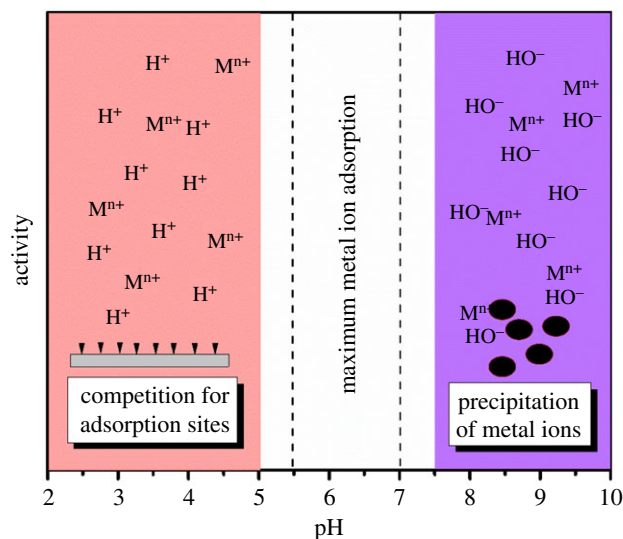 activity
H⁺
Mⁿ⁺
H⁺
Mⁿ⁺
H⁺
H⁺
H⁺
Mⁿ⁺
H⁺
Mⁿ⁺
H⁺
Mⁿ⁺
H⁺
H⁺
competition for
adsorption sites
maximum metal ion adsorption
HO⁻
Mⁿ⁺
HO⁻
Mⁿ⁺
HO⁻
HO⁻
HO⁻
HO⁻
Mⁿ⁺
HO⁻
Mⁿ⁺
HO⁻
Mⁿ⁺
HO⁻
precipitation
of metal ions
2 3 4 5 6 7 8 9 10
pH